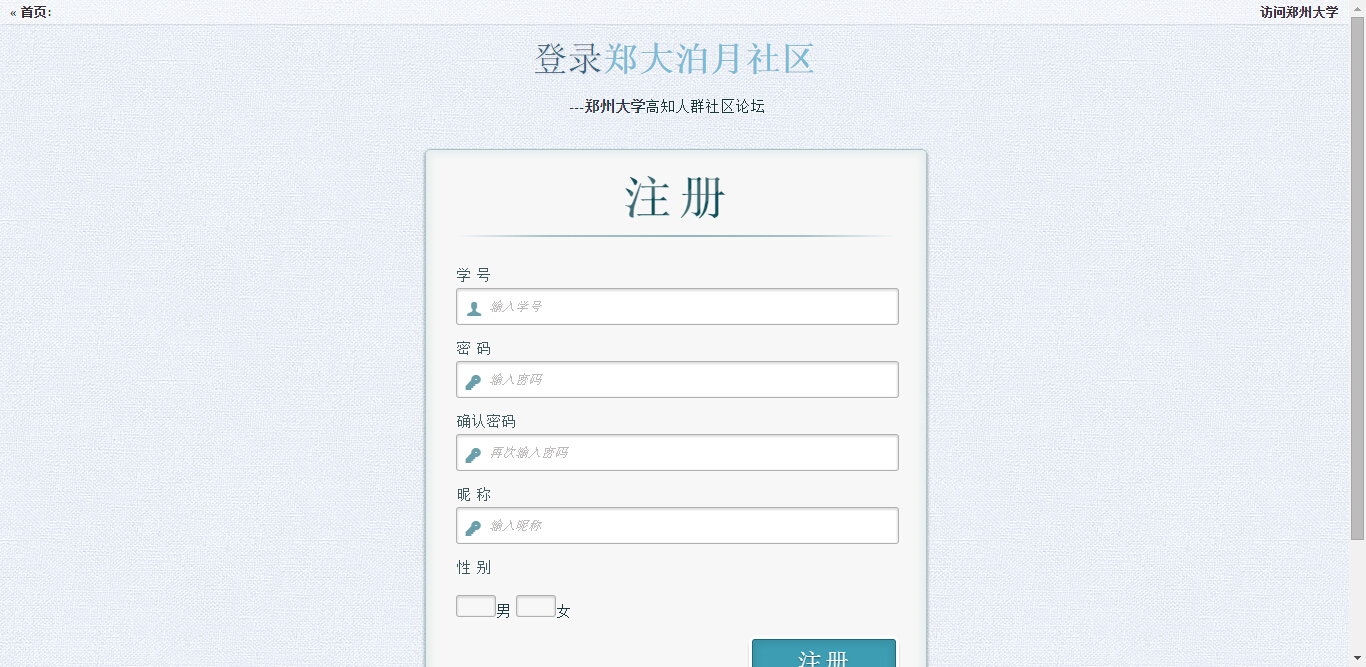 « 首页:
访问郑州大学
登录郑大泊月社区
---郑州大学高知人群社区论坛
注 册
学 号
输入学号
密 码
输入密码
确认密码
再次输入密码
昵 称
输入昵称
性 别
男 女
注 册